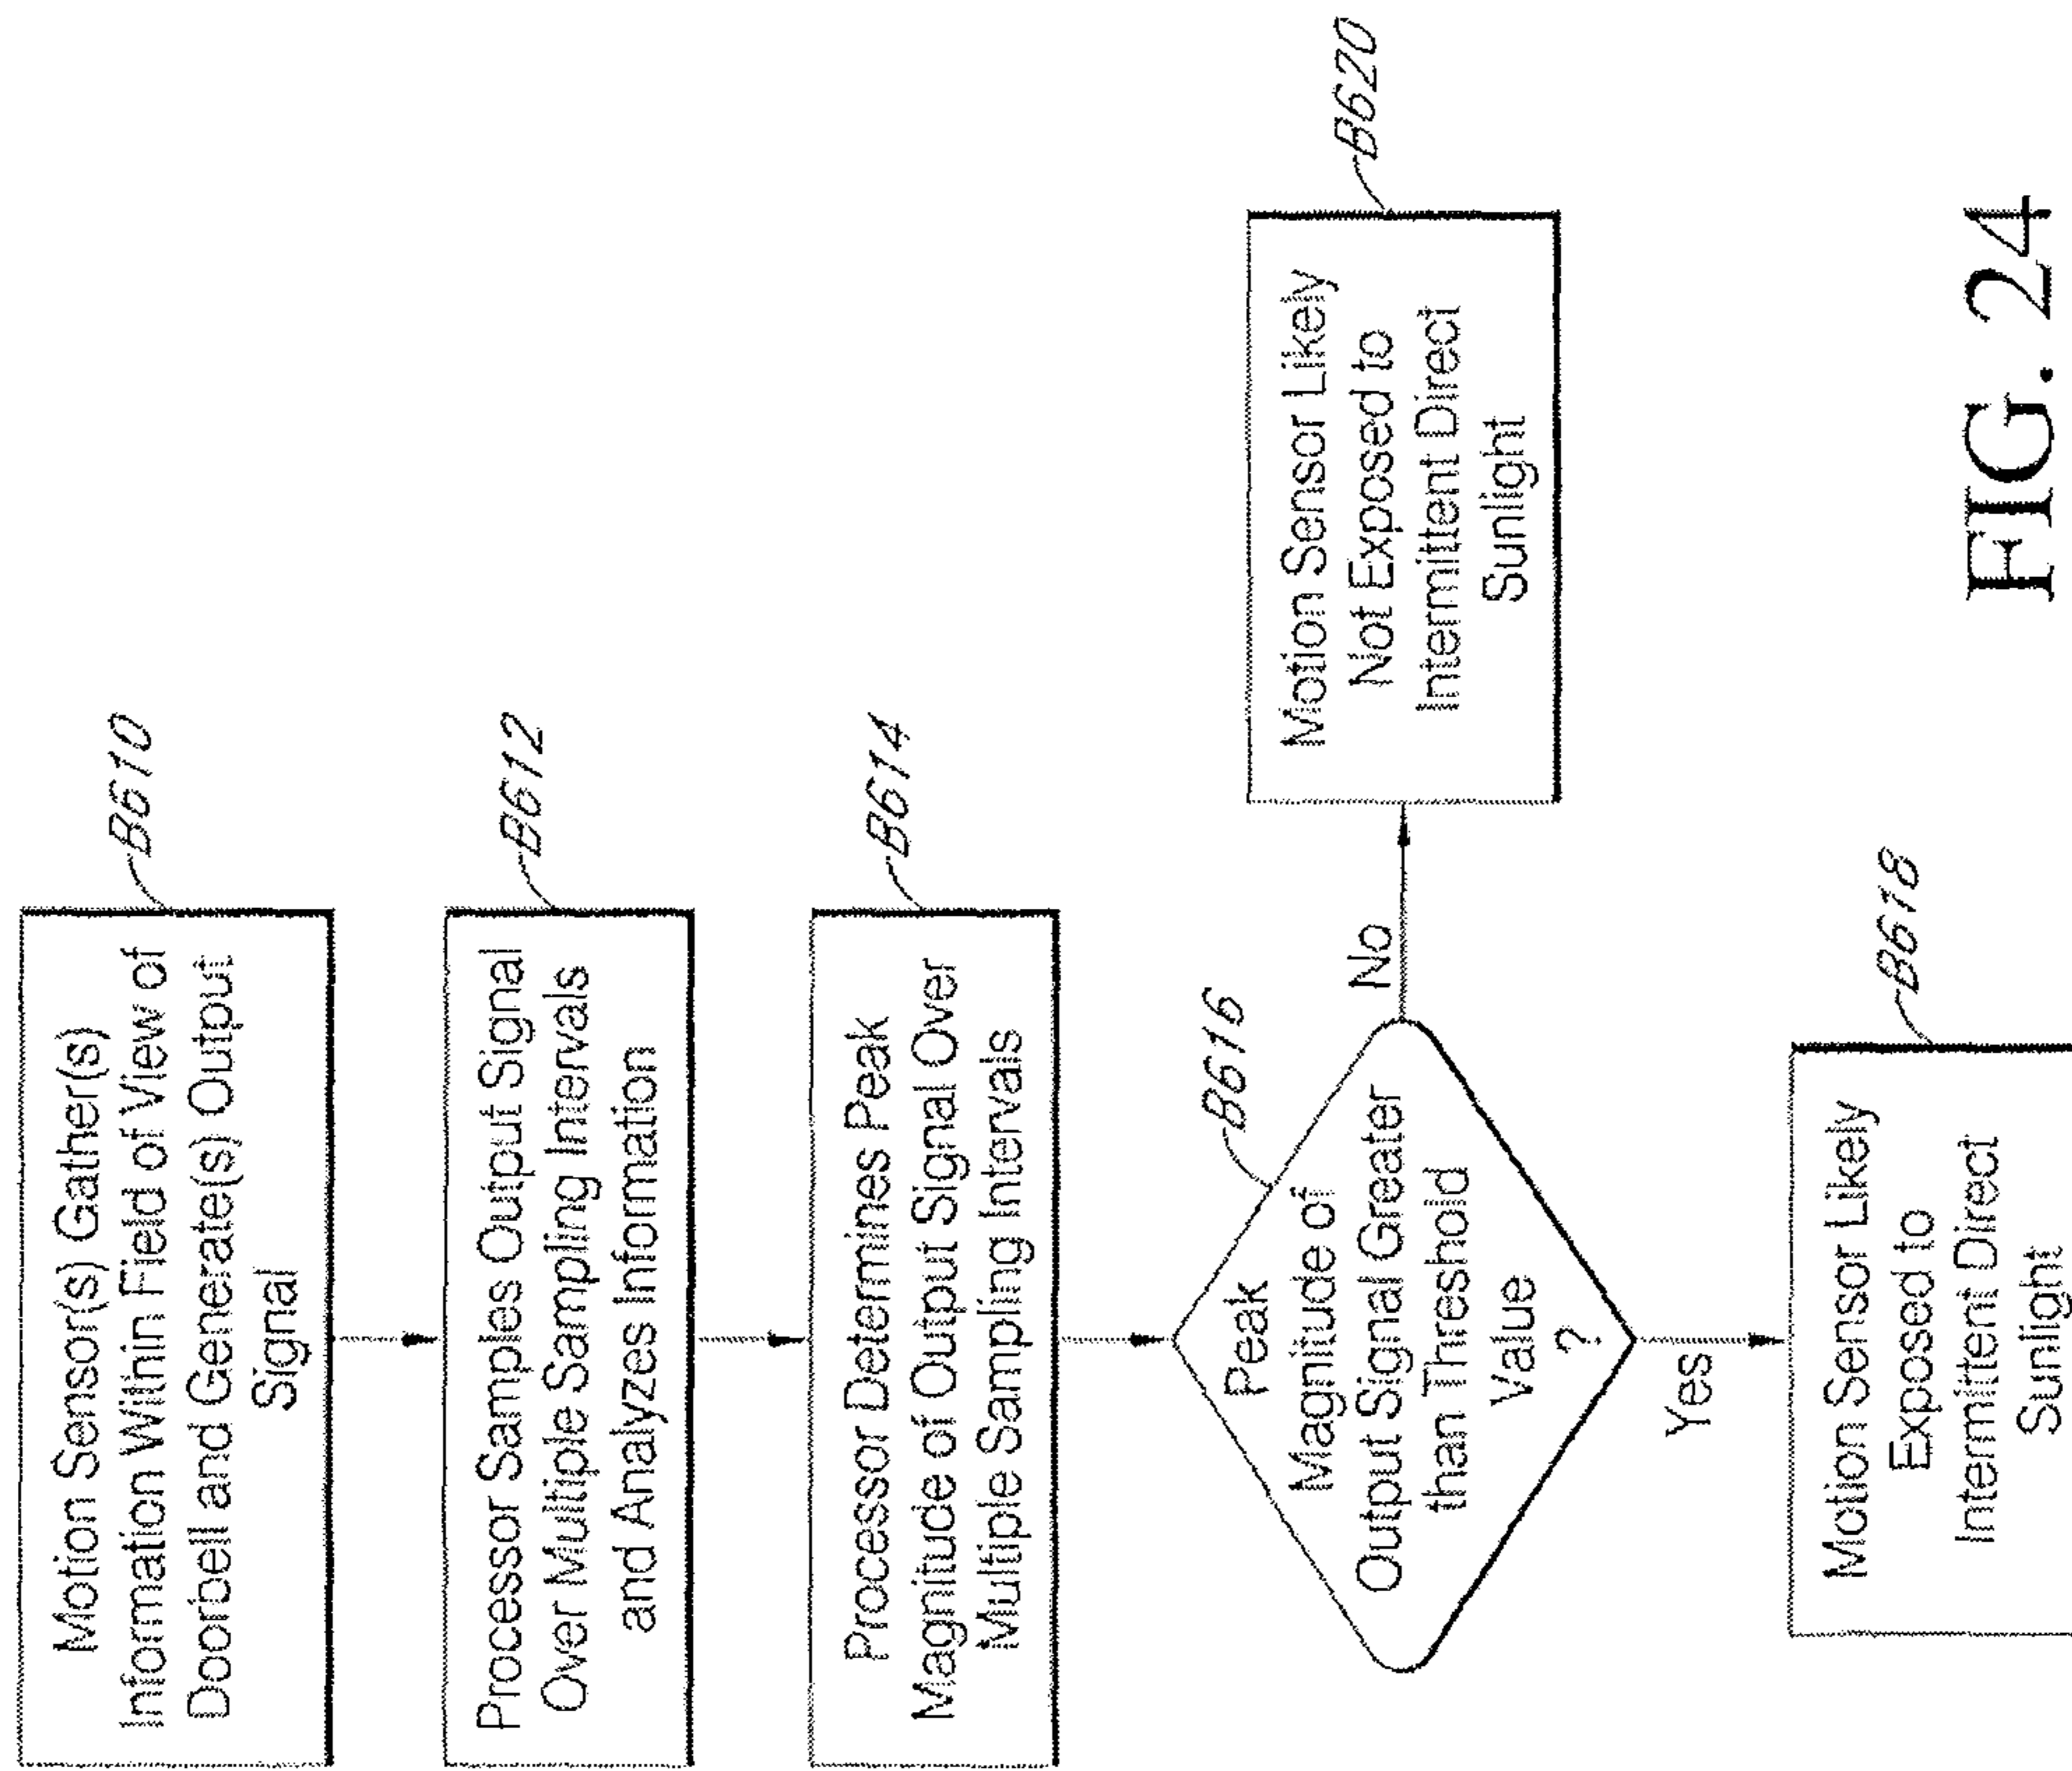 Motion Sensor(s) Gather(s)
Information Within Field of View of
Doorbell and Generate(s) Output
Signal
B610
Processor Samples Output Signal
Over Multiple Sampling Intervals
and Analyzes Information
B612
Processor Determines Peak
Magnitude of Output Signal Over
Multiple Sampling Intervals
B614
Peak
Magnitude of
Output Signal Greater
than Threshold
Value
?
B616
No
Motion Sensor Likely
Not Exposed to
Intermittent Direct
Sunlight
B620
Yes
Motion Sensor Likely
Exposed to
Intermittent Direct
Sunlight
B618
FIG. 24